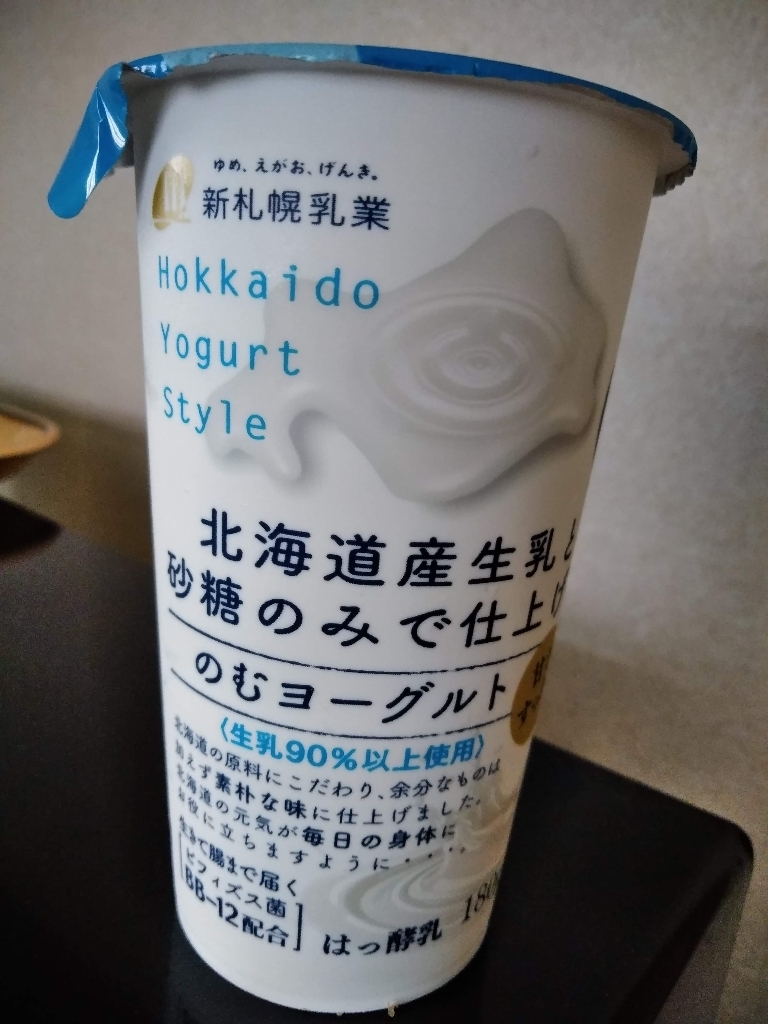 ゆめ、えがお、げんき。
新札幌乳業
Hokkaido
Yogurt
Style
北海道産生乳と
砂糖のみで仕上げ
のむヨーグルト
〈生乳90%以上使用〉
北海道の原料にこだわり、余分なものは
加えず素朴な味に仕上げました。
北海道の元気が毎日の身体に
お役に立ちますように・・・。
生きて腸まで届く
ビフィズス菌
BB-12配合
はっ酵乳 180